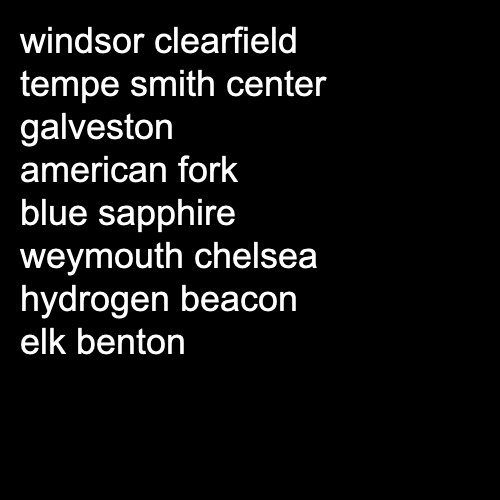 windsor clearfield
tempe smith center
galveston
american fork
blue sapphire
weymouth chelsea
hydrogen beacon
elk benton